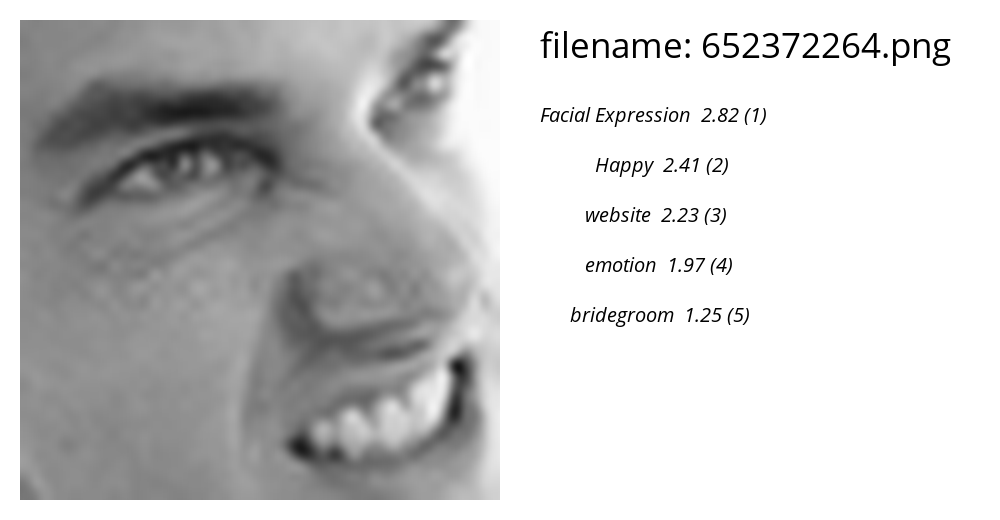 filename: 652372264.png
Facial Expression 2.82 (1)
Happy 2.41 (2)
website 2.23 (3)
emotion 1.97 (4)
bridegroom 1.25 (5)